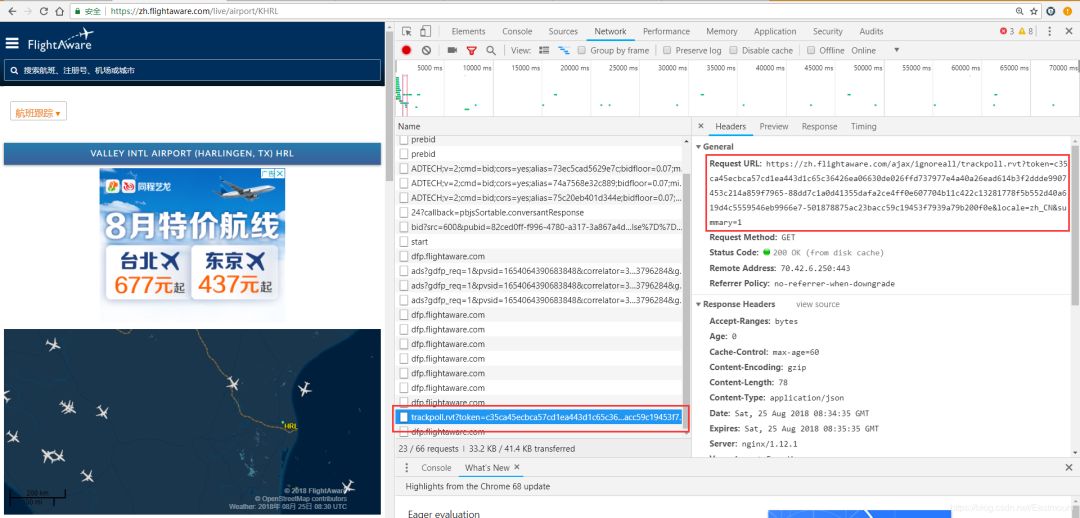 安全 | https://zh.flightaware.com/live/airport/KHRL
FlightAware
搜索航班、注册号、机场或城市
航班跟踪 ▾
VALLEY INTL AIRPORT (HARLINGEN, TX) HRL
广告 ✕
同程艺龙
8月特价航线
台北
677元起
东京
437元起
HRL
200 km
© 2018 FlightAware
© OpenStreetMap contributors
Weather: 2018年 08月 25日 08:30 UTC
Elements Console Sources Network Performance Memory Application Security Audits 3 8
View: Group by frame Preserve log Disable cache Offline Online
5000 ms 10000 ms 15000 ms 20000 ms 25000 ms 30000 ms 35000 ms 40000 ms 45000 ms 50000 ms 55000 ms 60000 ms 65000 ms 70000 ms
Name
prebid
prebid
ADTECH;v=2;cmd=bid;cors=yes;alias=73ec5cad5629e7c;bidfloor=0.07;m.
ADTECH;v=2;cmd=bid;cors=yes;alias=74a7568e32c889;bidfloor=0.07;mi.
ADTECH;v=2;cmd=bid;cors=yes;alias=75c20eb401d344e;bidfloor=0.07;..
24?callback=pbjsSortable.conversantResponse
bid?src=600&pubid=82ced0ff-f996-4780-a317-3a867a4d...lse%7D%7D...
start
dfp.flightaware.com
ads?gdfp_req=1&pvsid=1654064390683848&correlator=3...3796284&g.
ads?gdfp_req=1&pvsid=1654064390683848&correlator=3...3796284&g.
ads?gdfp_req=1&pvsid=1654064390683848&correlator=3...3796284&g.
dfp.flightaware.com
dfp.flightaware.com
dfp.flightaware.com
dfp.flightaware.com
dfp.flightaware.com
dfp.flightaware.com
dfp.flightaware.com
trackpoll.rvt?token=c35ca45ecbca57cd1ea443d1c65c36...acc59c19453f7.
dfp.flightaware.com
23 / 66 requests | 33.2 KB / 41.4 KB transferred
Headers Preview Response Timing
General
Request URL: https://zh.flightaware.com/ajax/ignoreall/trackpoll.rvt?token=c35
ca45ecbca57cd1ea443d1c65c36426ea06630de026ffd737977e4a40a26ead614b3f2ddde9907
453c214a859f7965-88dd7c1a0d41355dafa2ce4ff0e607704b11c422c13281778f5b552d40a6
19d4c5559546eb9966e7-501878875ac23bacc59c19453f7939a79b200f0e&locale=zh_CN&su
mmary=1
Request Method: GET
Status Code: 200 OK (from disk cache)
Remote Address: 70.42.6.250:443
Referrer Policy: no-referrer-when-downgrade
Response Headers view source
Accept-Ranges: bytes
Age: 0
Cache-Control: max-age=60
Content-Encoding: gzip
Content-Length: 78
Content-Type: application/json
Date: Sat, 25 Aug 2018 08:34:35 GMT
Expires: Sat, 25 Aug 2018 08:35:35 GMT
Server: nginx/1.12.1
Console What's New ✕
Highlights from the Chrome 68 update
Eager evaluation